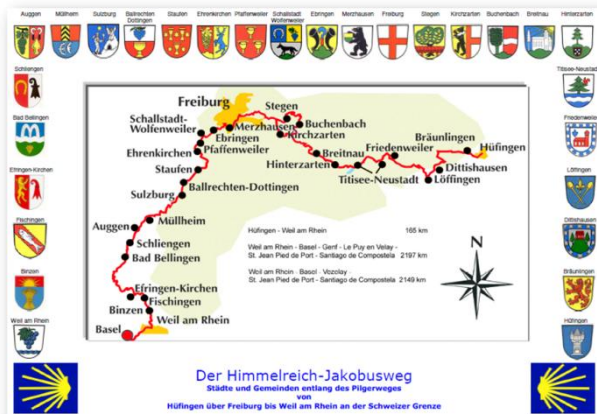 Auggen Müllheim Sulzburg Ballrechten Dottingen Staufen Ehrenkirchen Pfaffenweiler Schallstadt Wolfenweiler Ebringen Merzhausen Freiburg Stegen Kirchzarten Buchenbach Breitnau Hinterzarten
Schliengen
Titisee-Neustadt
Bad Bellingen
Friedenweiler
Efringen-Kirchen
Löffingen
Fischingen
Dittishausen
Binzen
Bräunlingen
Weil am Rhein
Hüfingen
Freiburg
Stegen
Schallstadt-
Wolfenweiler
Merzhausen
Buchenbach
Kirchzarten
Ebringen
Pfaffenweiler
Ehrenkirchen
Breitnau
Friedenweiler
Bräunlingen
Hüfingen
Staufen
Hinterzarten
Dittishausen
Titisee-Neustadt
Löffingen
Ballrechten-Dottingen
Sulzburg
Müllheim
Auggen
Schliengen
Bad Bellingen
Efringen-Kirchen
Fischingen
Binzen
Weil am Rhein
Basel
Hüfingen - Weil am Rhein 165 km
Weil am Rhein - Basel - Genf - Le Puy en Velay -
St. Jean Pied de Port - Santiago de Compostela 2197 km
Weil am Rhein - Basel - Vezelay -
St. Jean Pied de Port - Santiago de Compostela 2149 km
N
Der Himmelreich-Jakobusweg
Städte und Gemeinden entlang des Pilgerweges
von
Hüfingen über Freiburg bis Weil am Rhein an der Schweizer Grenze